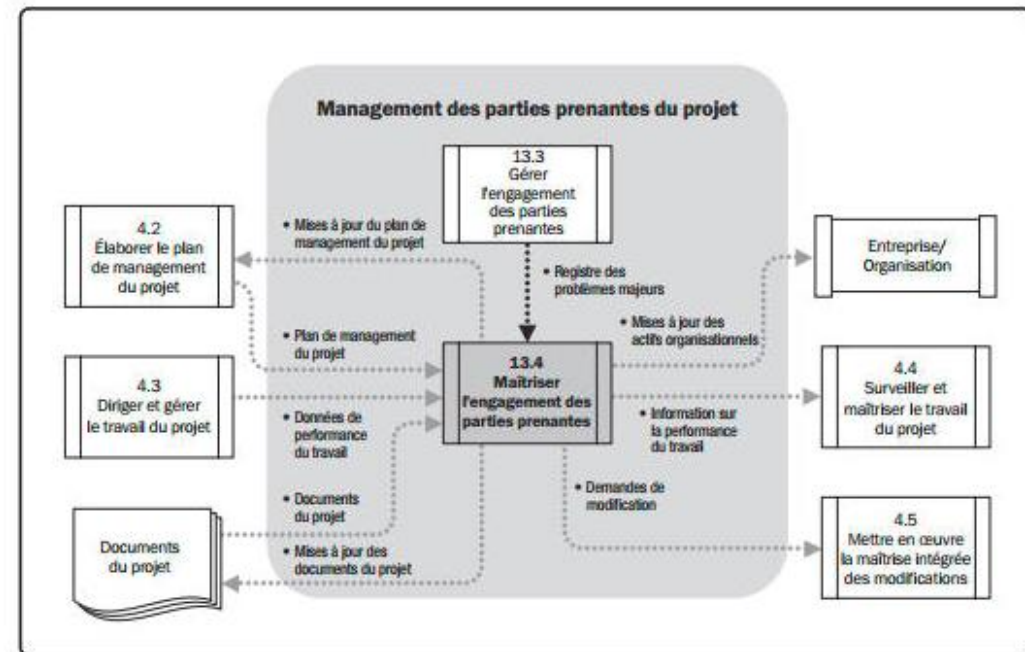 Management des parties prenantes du projet
13.3
Gérer
l'engagement
des parties
prenantes
4.2
Élaborer le plan
de management
du projet
• Mises à jour du plan de
management du projet
Entreprise/
Organisation
• Registre des
problèmes majeurs
• Mises à jour des
actifs organisationnels
• Plan de management
du projet
13.4
Maîtriser
l'engagement des
parties prenantes
4.3
Diriger et gérer
le travail du projet
4.4
Surveiller et
maîtriser le travail
du projet
• Données de
performance
du travail
• Information sur
la performance
du travail
• Documents
du projet
• Demandes de
modification
Documents
du projet
• Mises à jour des
documents du projet
4.5
Mettre en œuvre
la maîtrise intégrée
des modifications